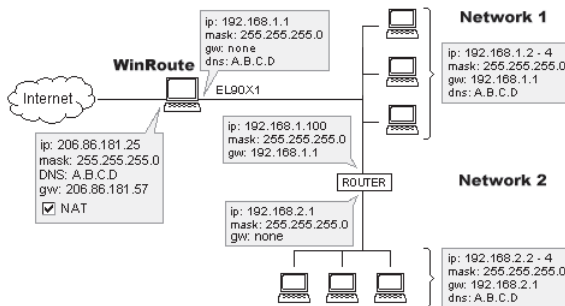 ip: 192.168.1.1
mask: 255.255.255.0
gw: none
dns: A.B.C.D
WinRoute
Internet
EL90X1
Network 1
ip: 192.168.1.2 - 4
mask: 255.255.255.0
gw: 192.168.1.1
dns: A.B.C.D
ip: 206.86.181.25
mask: 255.255.255.0
DNS: A.B.C.D
gw: 206.86.181.57
NAT
ip: 192.168.1.100
mask: 255.255.255.0
gw: 192.168.1.1
ROUTER
Network 2
ip: 192.168.2.1
mask: 255.255.255.0
gw: none
ip: 192.168.2.2 - 4
mask: 255.255.255.0
gw: 192.168.2.1
dns: A.B.C.D